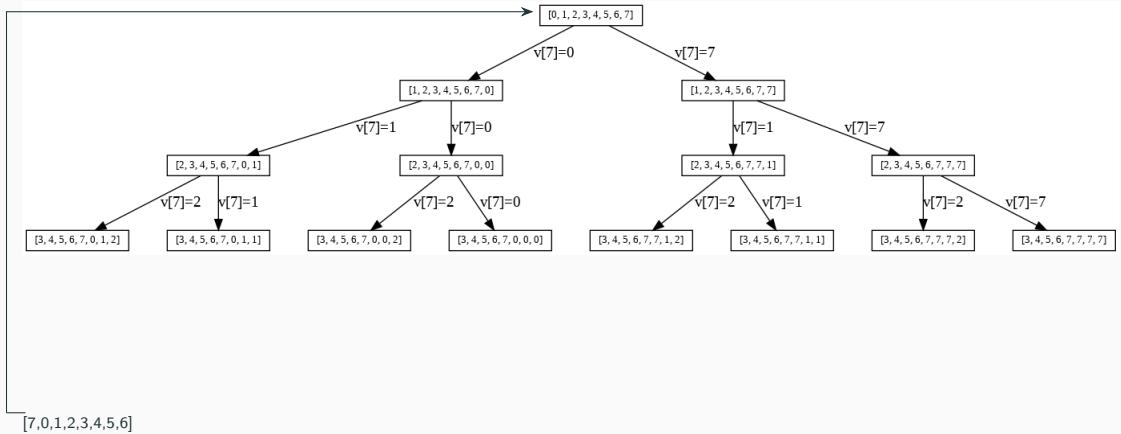 [0, 1, 2, 3, 4, 5, 6, 7]
v[7]=0 v[7]=7
[1, 2, 3, 4, 5, 6, 7, 0] [1, 2, 3, 4, 5, 6, 7, 7]
v[7]=1 v[7]=0 v[7]=1 v[7]=7
[2, 3, 4, 5, 6, 7, 0, 1] [2, 3, 4, 5, 6, 7, 0, 0] [2, 3, 4, 5, 6, 7, 7, 1] [2, 3, 4, 5, 6, 7, 7, 7]
v[7]=2 v[7]=1 v[7]=2 v[7]=0 v[7]=2 v[7]=1 v[7]=2 v[7]=7
[3, 4, 5, 6, 7, 0, 1, 2] [3, 4, 5, 6, 7, 0, 1, 1] [3, 4, 5, 6, 7, 0, 0, 2] [3, 4, 5, 6, 7, 0, 0, 0] [3, 4, 5, 6, 7, 7, 1, 2] [3, 4, 5, 6, 7, 7, 1, 1] [3, 4, 5, 6, 7, 7, 7, 2] [3, 4, 5, 6, 7, 7, 7, 7]
[7,0,1,2,3,4,5,6]